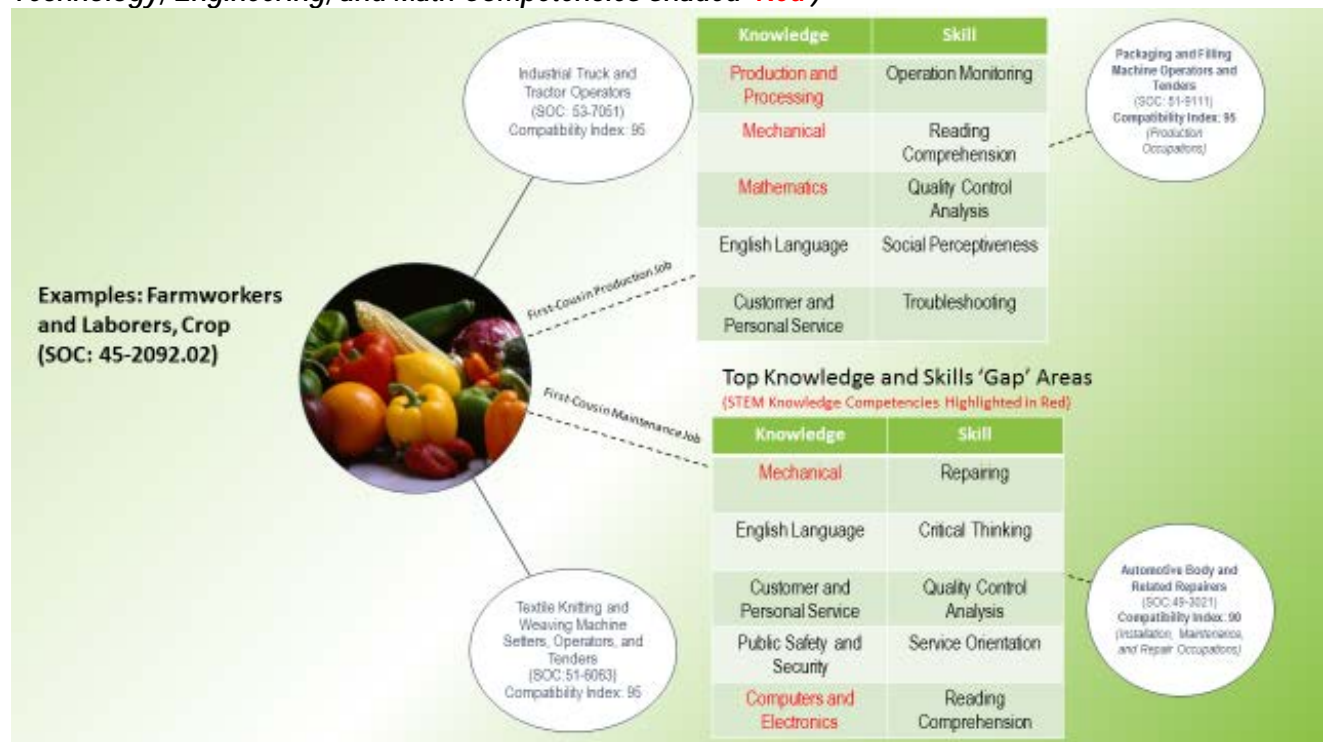 Technology, Engineering, and Math Competencies Shaded 'Red')
Industrial Truck and
Tractor Operators
(SOC: 53-7051)
Compatibility Index: 95
Knowledge Skill
Production and
Processing
Operation Monitoring
Mechanical
Reading
Comprehension
Mathematics
Quality Control
Analysis
English Language Social Perceptiveness
Customer and
Personal Service
Troubleshooting
Packaging and Filling
Machine Operators and
Tenders
(SOC: 51-9111)
Compatibility Index: 95
(Production
Occupations)
First-Cousin Production Job
Examples: Farmworkers
and Laborers, Crop
(SOC: 45-2092.02)
First-Cousin Maintenance Job
Top Knowledge and Skills 'Gap' Areas
(STEM Knowledge Competencies Highlighted in Red)
Knowledge Skill
Mechanical Repairing
English Language Critical Thinking
Customer and
Personal Service
Quality Control
Analysis
Public Safety and
Security
Service Orientation
Computers and
Electronics
Reading
Comprehension
Textile Knitting and
Weaving Machine
Setters, Operators, and
Tenders
(SOC:51-6063)
Compatibility Index: 95
Automotive Body and
Related Repairers
(SOC:49-3021)
Compatibility Index: 90
(Installation, Maintenance,
and Repair Occupations)